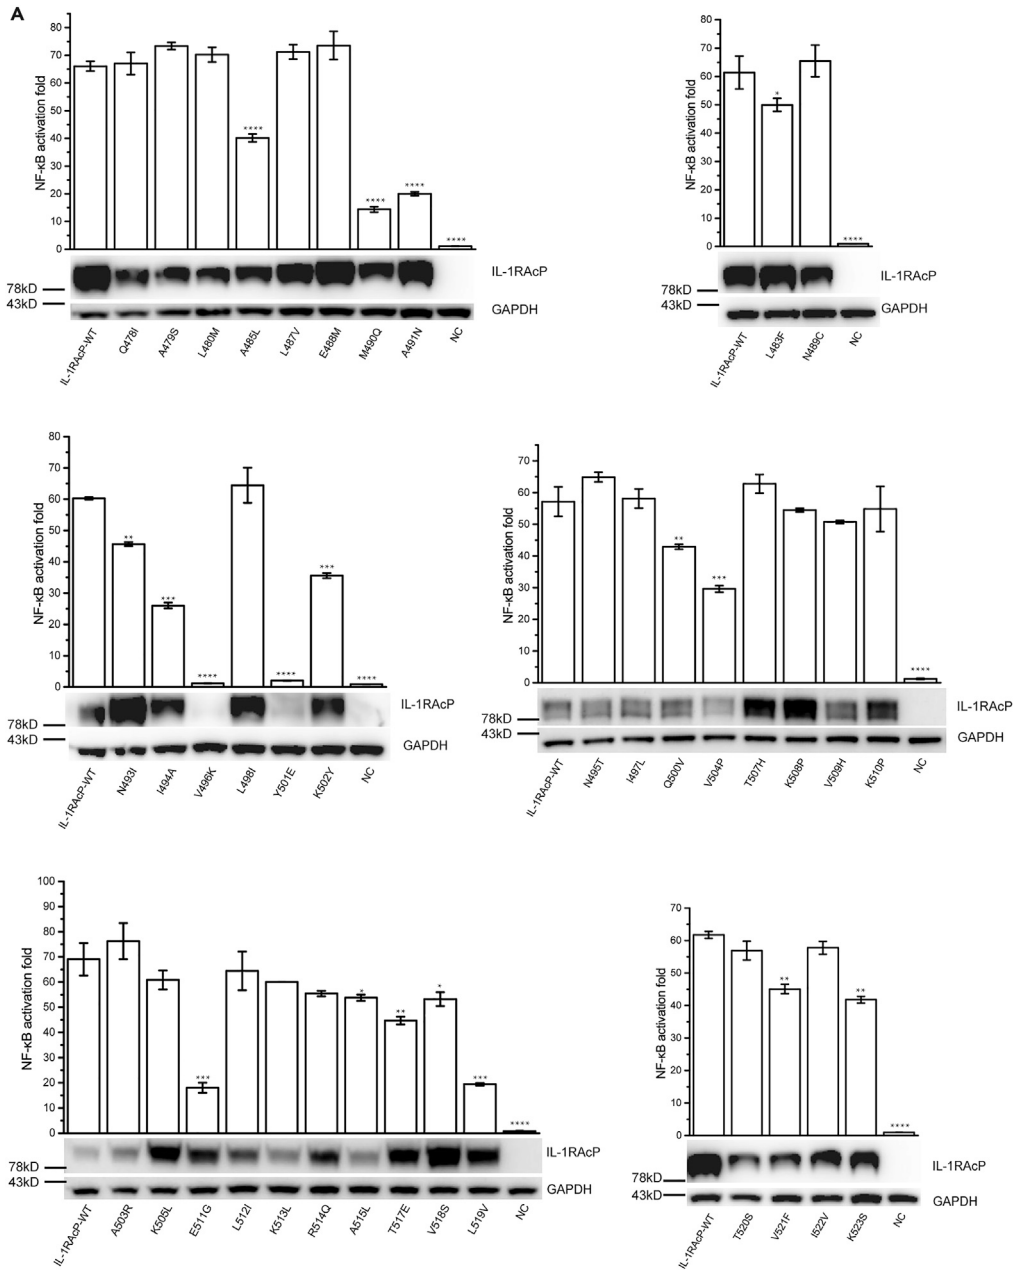 A
NF-κB activation fold
80
70
60
50
40
30
20
10
0
****
****
****
****
IL-1RAcP
78kD
43kD
GAPDH
IL-1RAcP-WT
Q478I
A479S
L480M
A485L
L487V
E488M
M490Q
A491N
NC
NF-κB activation fold
80
70
60
50
40
30
20
10
0
*
****
IL-1RAcP
78kD
43kD
GAPDH
IL-1RAcP-WT
L483F
N489C
NC
NF-κB activation fold
80
70
60
50
40
30
20
10
0
**
***
****
****
***
****
IL-1RAcP
78kD
43kD
GAPDH
IL-1RAcP-WT
N493I
I494A
V496K
L498I
Y501E
K502Y
NC
NF-κB activation fold
70
60
50
40
30
20
10
0
**
***
****
IL-1RAcP
78kD
43kD
GAPDH
IL-1RAcP-WT
N495T
I497L
Q500V
V504P
T507H
K508P
V509H
K510P
NC
NF-κB activation fold
100
90
80
70
60
50
40
30
20
10
0
***
*
**
*
***
****
IL-1RAcP
78kD
43kD
GAPDH
IL-1RAcP-WT
A503R
K505L
E511G
L512I
K513L
R514Q
A515L
T517E
V518S
L519V
NC
NF-κB activation fold
70
60
50
40
30
20
10
0
**
**
****
IL-1RAcP
78kD
43kD
GAPDH
IL-1RAcP-WT
T520S
V521F
I522V
K523S
NC